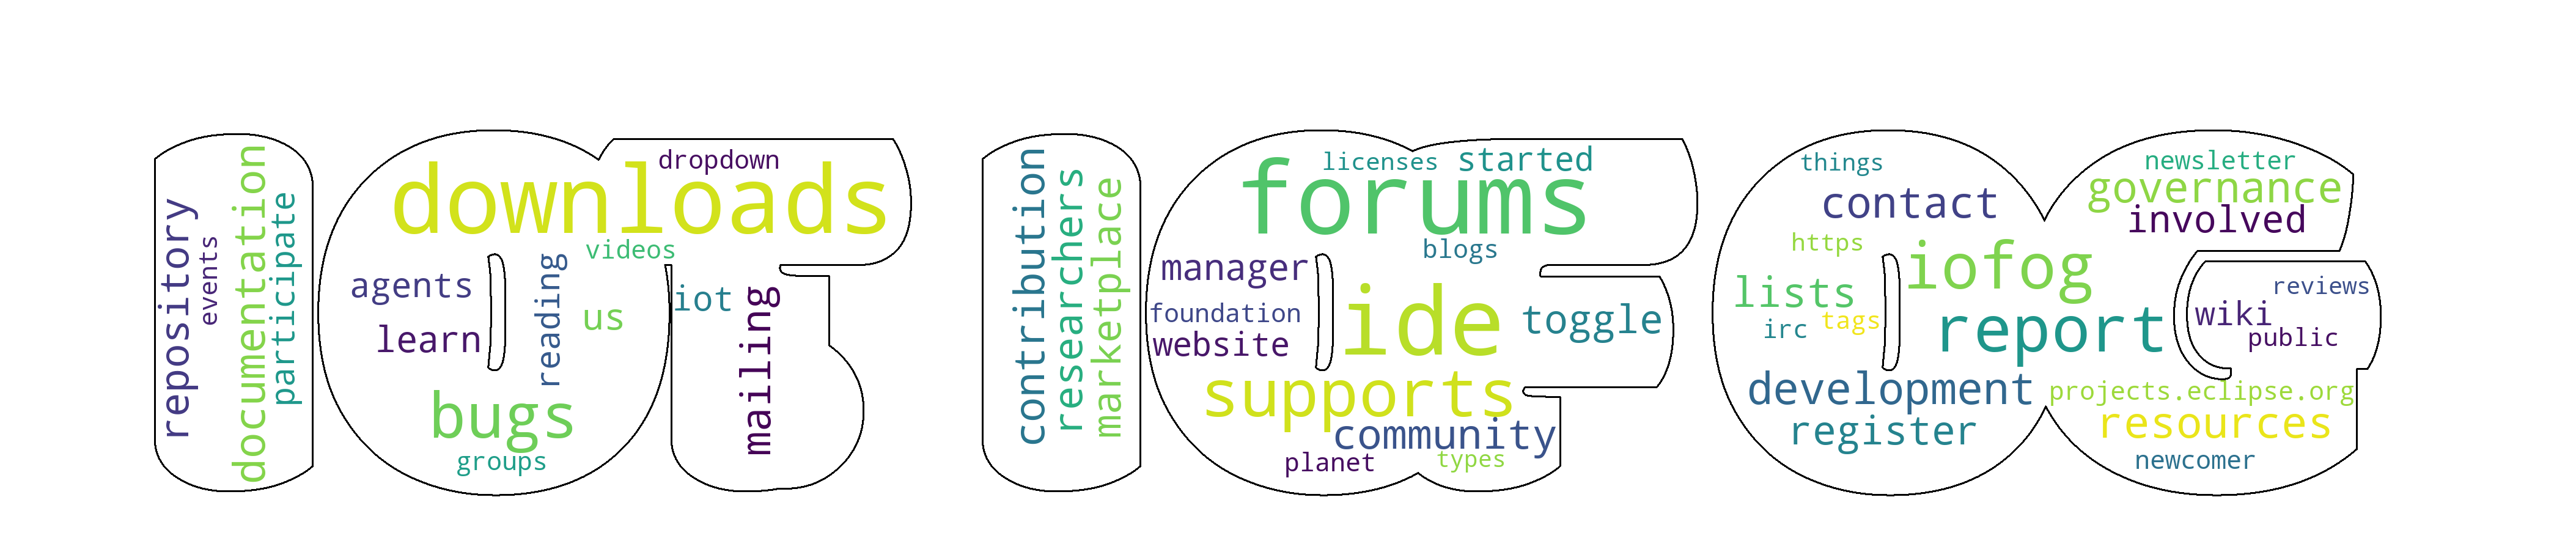 repository
events
documentation
participate
dropdown
downloads
videos
agents
reading
iot
mailing
us
learn
bugs
groups
contribution
researchers
marketplace
licenses
started
forums
blogs
manager
foundation
website
ide
toggle
supports
community
planet
types
things
contact
https
iofog
lists
irc
tags
report
development
register
newsletter
governance
involved
reviews
wiki
public
projects.eclipse.org
resources
newcomer